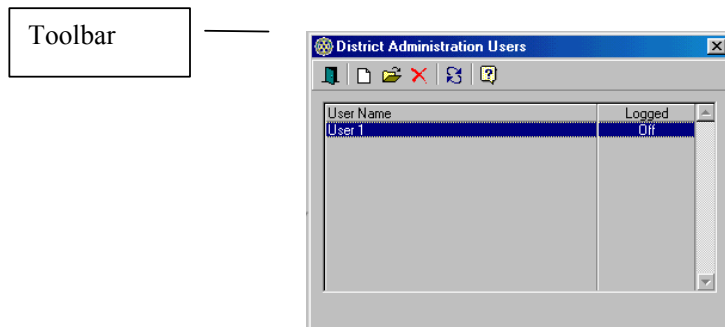 Toolbar
District Administration Users
User Name Logged
User 1 Off